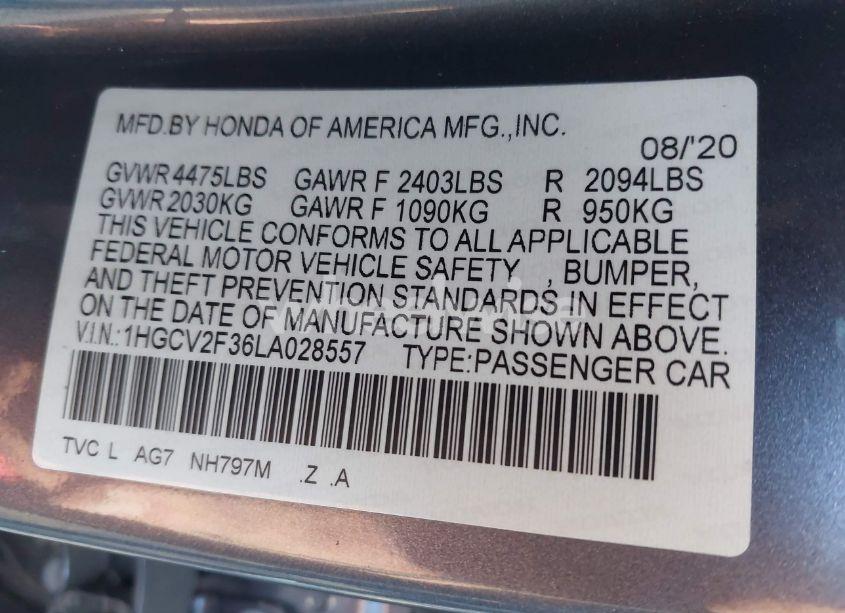 MFD.BY HONDA OF AMERICA MFG.,INC.
08/'20
GVWR 4475LBS GAWR F 2403LBS R 2094LBS
GVWR 2030KG GAWR F 1090KG R 950KG
THIS VEHICLE CONFORMS TO ALL APPLICABLE
FEDERAL MOTOR VEHICLE SAFETY , BUMPER,
AND THEFT PREVENTION STANDARDS IN EFFECT
ON THE DATE OF MANUFACTURE SHOWN ABOVE.
V.I.N.:1HGCV2F36LA028557 TYPE:PASSENGER CAR
TVC L AG7 NH797M .Z .A